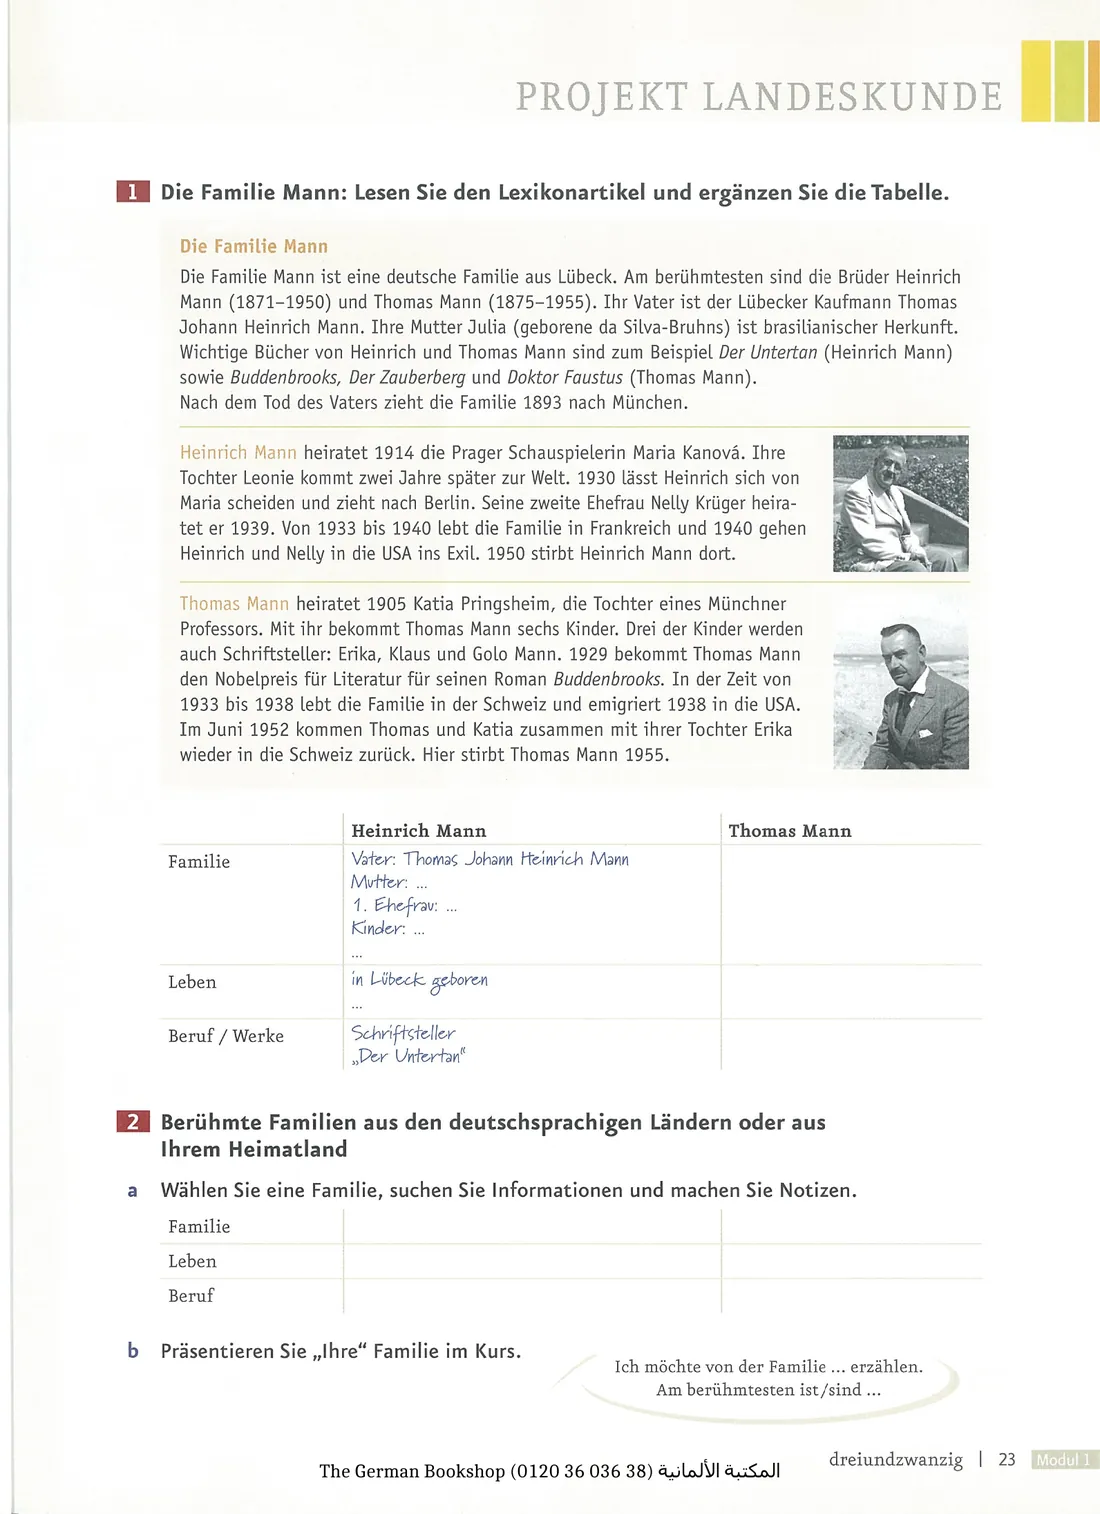 PROJEKT LANDESKUNDE
1 Die Familie Mann: Lesen Sie den Lexikonartikel und ergänzen Sie die Tabelle.
Die Familie Mann
Die Familie Mann ist eine deutsche Familie aus Lübeck. Am berühmtesten sind die Brüder Heinrich
Mann (1871–1950) und Thomas Mann (1875–1955). Ihr Vater ist der Lübecker Kaufmann Thomas
Johann Heinrich Mann. Ihre Mutter Julia (geborene da Silva-Bruhns) ist brasilianischer Herkunft.
Wichtige Bücher von Heinrich und Thomas Mann sind zum Beispiel Der Untertan (Heinrich Mann)
sowie Buddenbrooks, Der Zauberberg und Doktor Faustus (Thomas Mann).
Nach dem Tod des Vaters zieht die Familie 1893 nach München.
Heinrich Mann heiratet 1914 die Prager Schauspielerin Maria Kanová. Ihre
Tochter Leonie kommt zwei Jahre später zur Welt. 1930 lässt Heinrich sich von
Maria scheiden und zieht nach Berlin. Seine zweite Ehefrau Nelly Krüger heira-
tet er 1939. Von 1933 bis 1940 lebt die Familie in Frankreich und 1940 gehen
Heinrich und Nelly in die USA ins Exil. 1950 stirbt Heinrich Mann dort.
Thomas Mann heiratet 1905 Katia Pringsheim, die Tochter eines Münchner
Professors. Mit ihr bekommt Thomas Mann sechs Kinder. Drei der Kinder werden
auch Schriftsteller: Erika, Klaus und Golo Mann. 1929 bekommt Thomas Mann
den Nobelpreis für Literatur für seinen Roman Buddenbrooks. In der Zeit von
1933 bis 1938 lebt die Familie in der Schweiz und emigriert 1938 in die USA.
Im Juni 1952 kommen Thomas und Katia zusammen mit ihrer Tochter Erika
wieder in die Schweiz zurück. Hier stirbt Thomas Mann 1955.
Heinrich Mann Thomas Mann
Familie Vater: Thomas Johann Heinrich Mann
Mutter: ...
1. Ehefrau: ...
Kinder: ...
...
Leben in Lübeck geboren
...
Beruf / Werke Schriftsteller
„Der Untertan“
2 Berühmte Familien aus den deutschsprachigen Ländern oder aus
Ihrem Heimatland
a Wählen Sie eine Familie, suchen Sie Informationen und machen Sie Notizen.
Familie
Leben
Beruf
b Präsentieren Sie „Ihre“ Familie im Kurs.
Ich möchte von der Familie ... erzählen.
Am berühmtesten ist/sind ...
dreiundzwanzig | 23 Modul 1
The German Bookshop (0120 36 036 38) المكتبة الألمانية